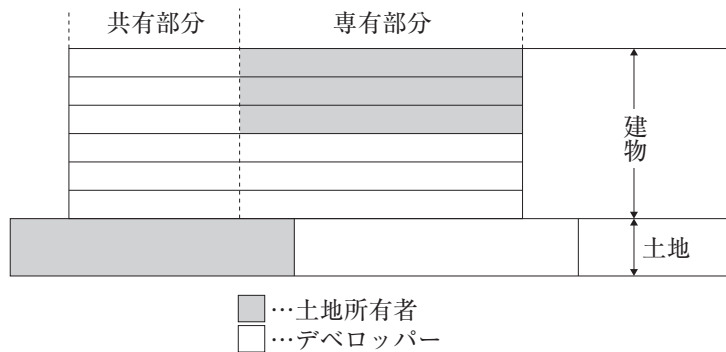 共有部分
専有部分
建物
土地
…土地所有者
…デベロッパー